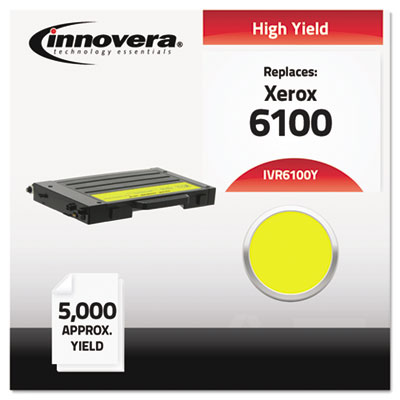 innovera®
technology essentials
High Yield
Replaces:
Xerox
6100
IVR6100Y
5,000
APPROX.
YIELD